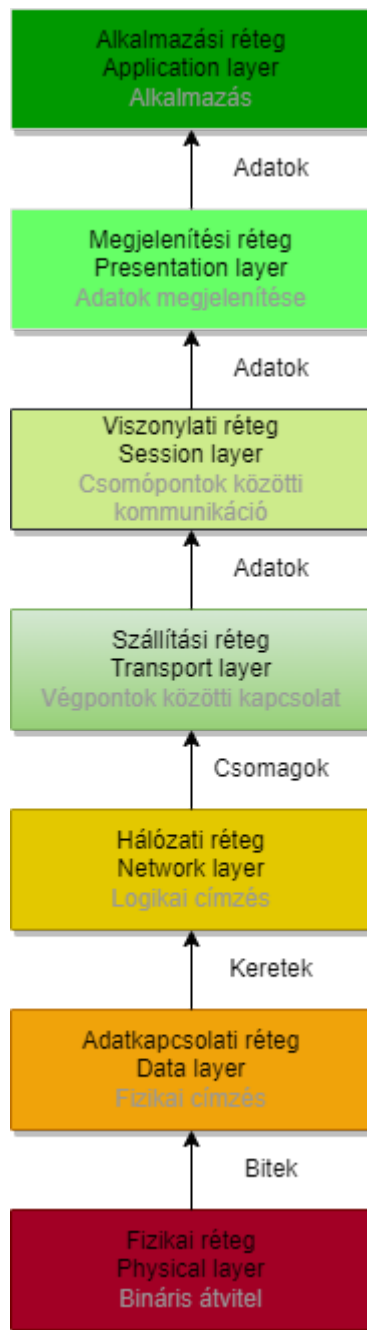 Alkalmazási réteg
Application layer
Alkalmazás
Adatok
Megjelenítési réteg
Presentation layer
Adatok megjelenítése
Adatok
Viszonylati réteg
Session layer
Csomópontok közötti
kommunikáció
Adatok
Szállítási réteg
Transport layer
Végpontok közötti kapcsolat
Csomagok
Hálózati réteg
Network layer
Logikai címzés
Keretek
Adatkapcsolati réteg
Data layer
Fizikai címzés
Bitek
Fizikai réteg
Physical layer
Bináris átvitel